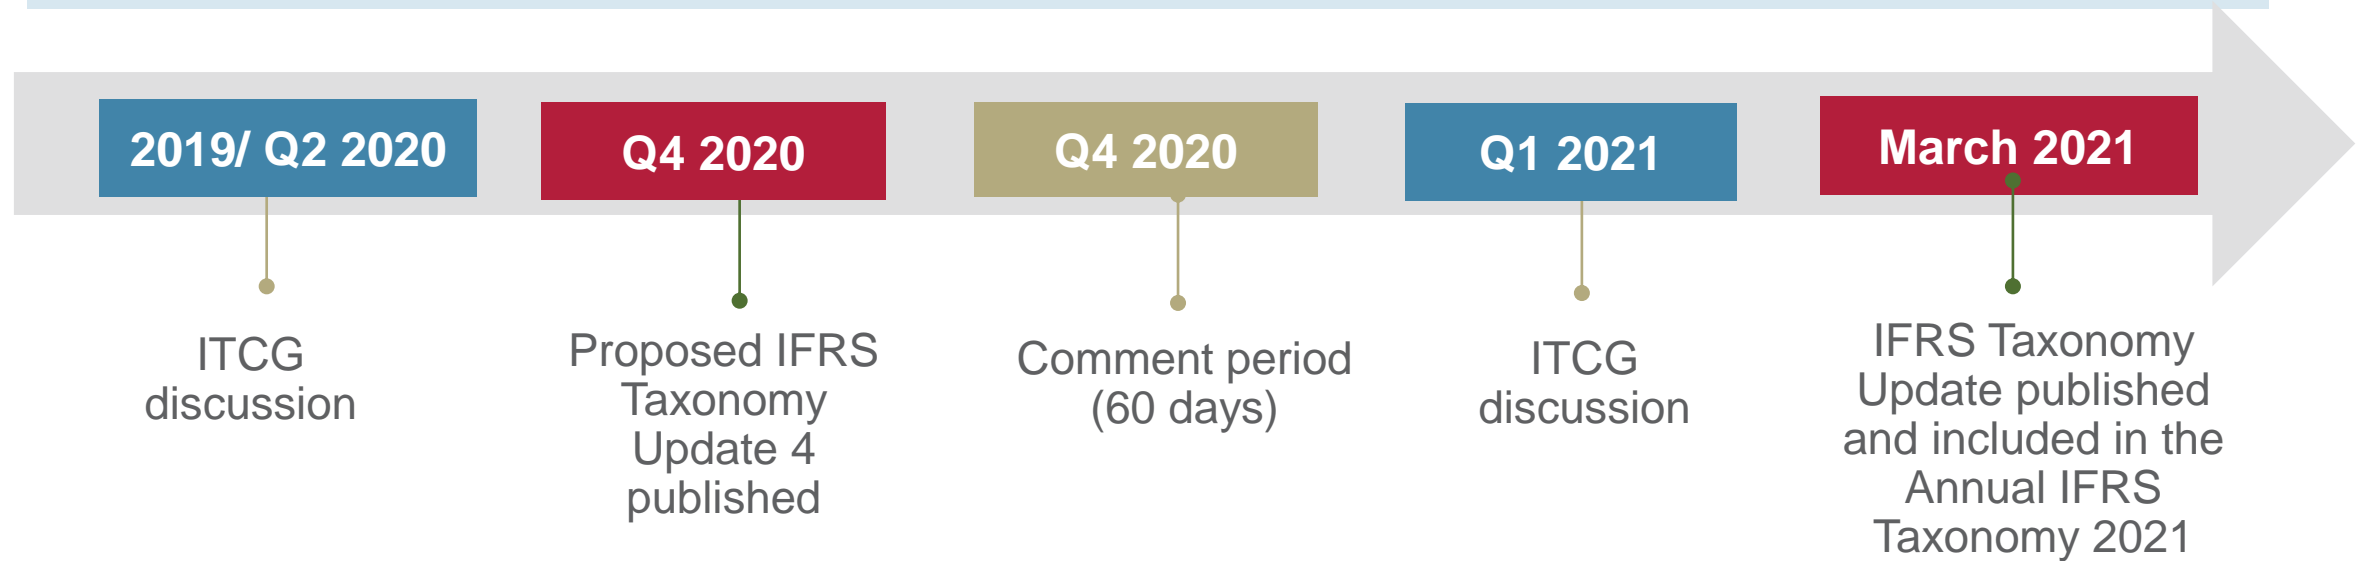 2019/ Q2 2020
Q4 2020
Q4 2020
Q1 2021
March 2021
ITCG
discussion
Proposed IFRS
Taxonomy
Update 4
published
Comment period
(60 days)
ITCG
discussion
IFRS Taxonomy
Update published
and included in the
Annual IFRS
Taxonomy 2021